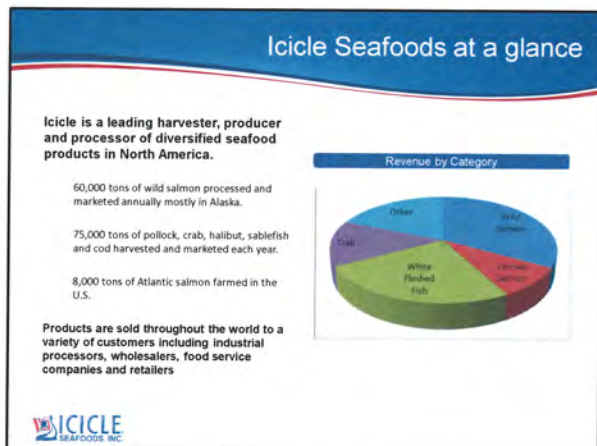 Icicle Seafoods at a glance
Icicle is a leading harvester, producer
and processor of diversified seafood
products in North America.
60,000 tons of wild salmon processed and
marketed annually mostly in Alaska.
75,000 tons of pollock, crab, halibut, sablefish
and cod harvested and marketed each year.
8,000 tons of Atlantic salmon farmed in the
U.S.
Products are sold throughout the world to a
variety of customers including industrial
processors, wholesalers, food service
companies and retailers
Revenue by Category
Other
Wild
Salmon
Crab
White
Fleshed
Fish
Farmed
Salmon
ICICLE
SEAFOODS, INC.